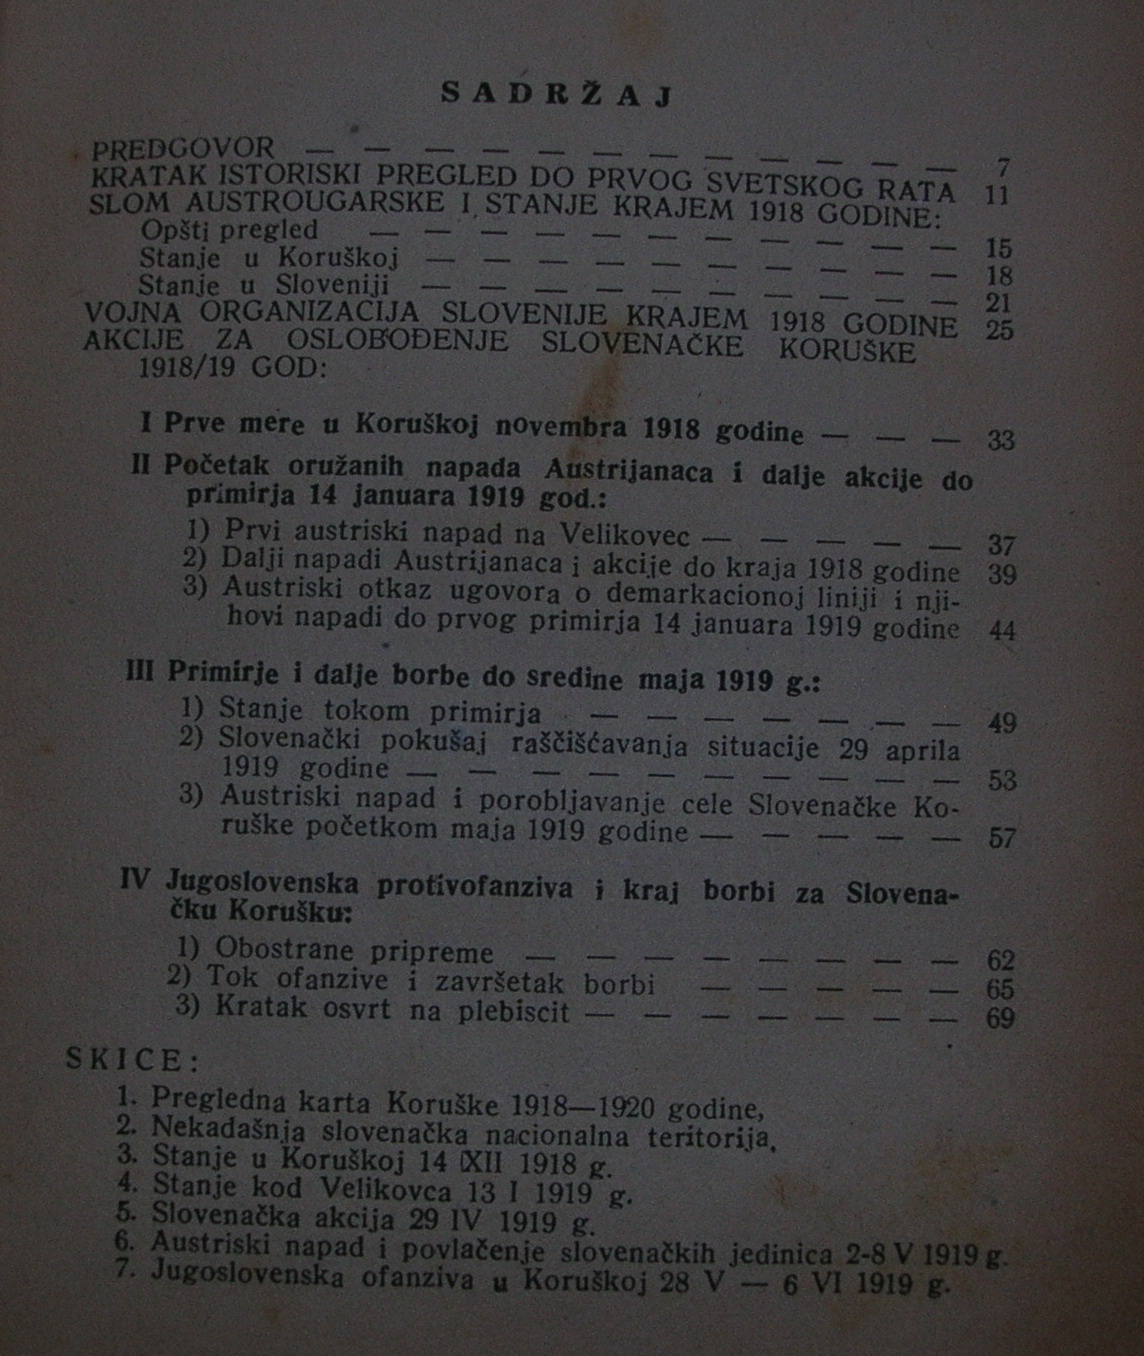 SADRŽAJ
PREDGOVOR — — — — — — — — — — — — 7
KRATAK ISTORISKI PREGLED DO PRVOG SVETSKOG RATA 11
SLOM AUSTROUGARSKE I STANJE KRAJEM 1918 GODINE:
Opšti pregled — — — — — — — — — — — 15
Stanje u Koruškoj — — — — — — — — — — 18
Stanje u Sloveniji — — — — — — — — — — 21
VOJNA ORGANIZACIJA SLOVENIJE KRAJEM 1918 GODINE 25
AKCIJE ZA OSLOBOĐENJE SLOVENAČKE KORUŠKE
1918/19 GOD:
I Prve mere u Koruškoj novembra 1918 godine — — — 33
II Početak oružanih napada Austrijanaca i dalje akcije do
primirja 14 januara 1919 god.:
1) Prvi austriski napad na Velikovec — — — — — 37
2) Dalji napadi Austrijanaca i akcije do kraja 1918 godine 39
3) Austriski otkaz ugovora o demarkacionoj liniji i nji-
hovi napadi do prvog primirja 14 januara 1919 godine 44
III Primirje i dalje borbe do sredine maja 1919 g.:
1) Stanje tokom primirja — — — — — — — 49
2) Slovenački pokušaj raščišćavanja situacije 29 aprila
1919 godine — — — — — — — — — — 53
3) Austriski napad i porobljavanje cele Slovenačke Ko-
ruške početkom maja 1919 godine — — — — — 57
IV Jugoslovenska protivofanziva i kraj borbi za Slovena-
čku Korušku:
1) Obostrane pripreme — — — — — — — — 62
2) Tok ofanzive i završetak borbi — — — — — 65
3) Kratak osvrt na plebiscit — — — — — — — 69
SKICE:
1. Pregledna karta Koruške 1918—1920 godine,
2. Nekadašnja slovenačka nacionalna teritorija,
3. Stanje u Koruškoj 14 XII 1918 g.
4. Stanje kod Velikovca 13 I 1919 g.
5. Slovenačka akcija 29 IV 1919 g.
6. Austriski napad i povlačenje slovenačkih jedinica 2-8 V 1919 g.
7. Jugoslovenska ofanziva u Koruškoj 28 V — 6 VI 1919 g.